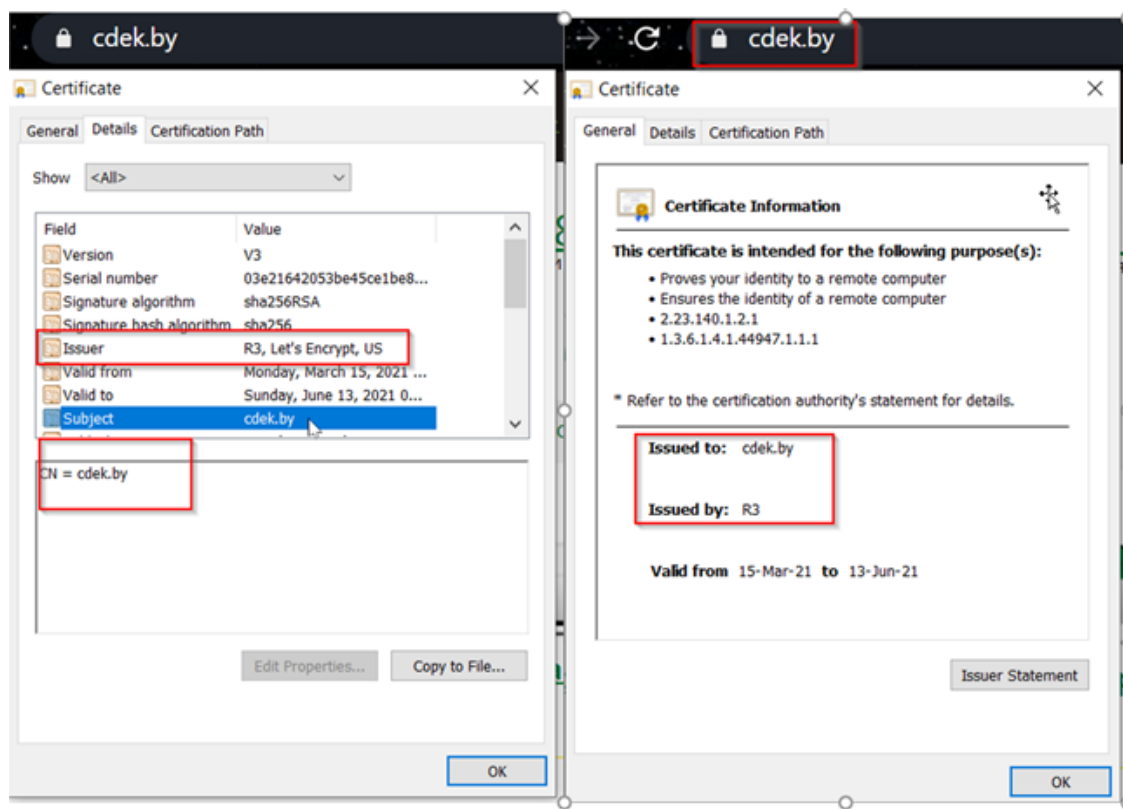 cdek.by
Certificate
General Details Certification Path
Show <All>
Field Value
Version V3
Serial number 03e21642053be45ce1be8...
Signature algorithm sha256RSA
Signature hash algorithm sha256
Issuer R3, Let's Encrypt, US
Valid from Monday, March 15, 2021 ...
Valid to Sunday, June 13, 2021 0...
Subject cdek.by
CN = cdek.by
Edit Properties... Copy to File...
OK
cdek.by
Certificate
General Details Certification Path
Certificate Information
This certificate is intended for the following purpose(s):
• Proves your identity to a remote computer
• Ensures the identity of a remote computer
• 2.23.140.1.2.1
• 1.3.6.1.4.1.44947.1.1.1
* Refer to the certification authority's statement for details.
Issued to: cdek.by
Issued by: R3
Valid from 15-Mar-21 to 13-Jun-21
Issuer Statement
OK